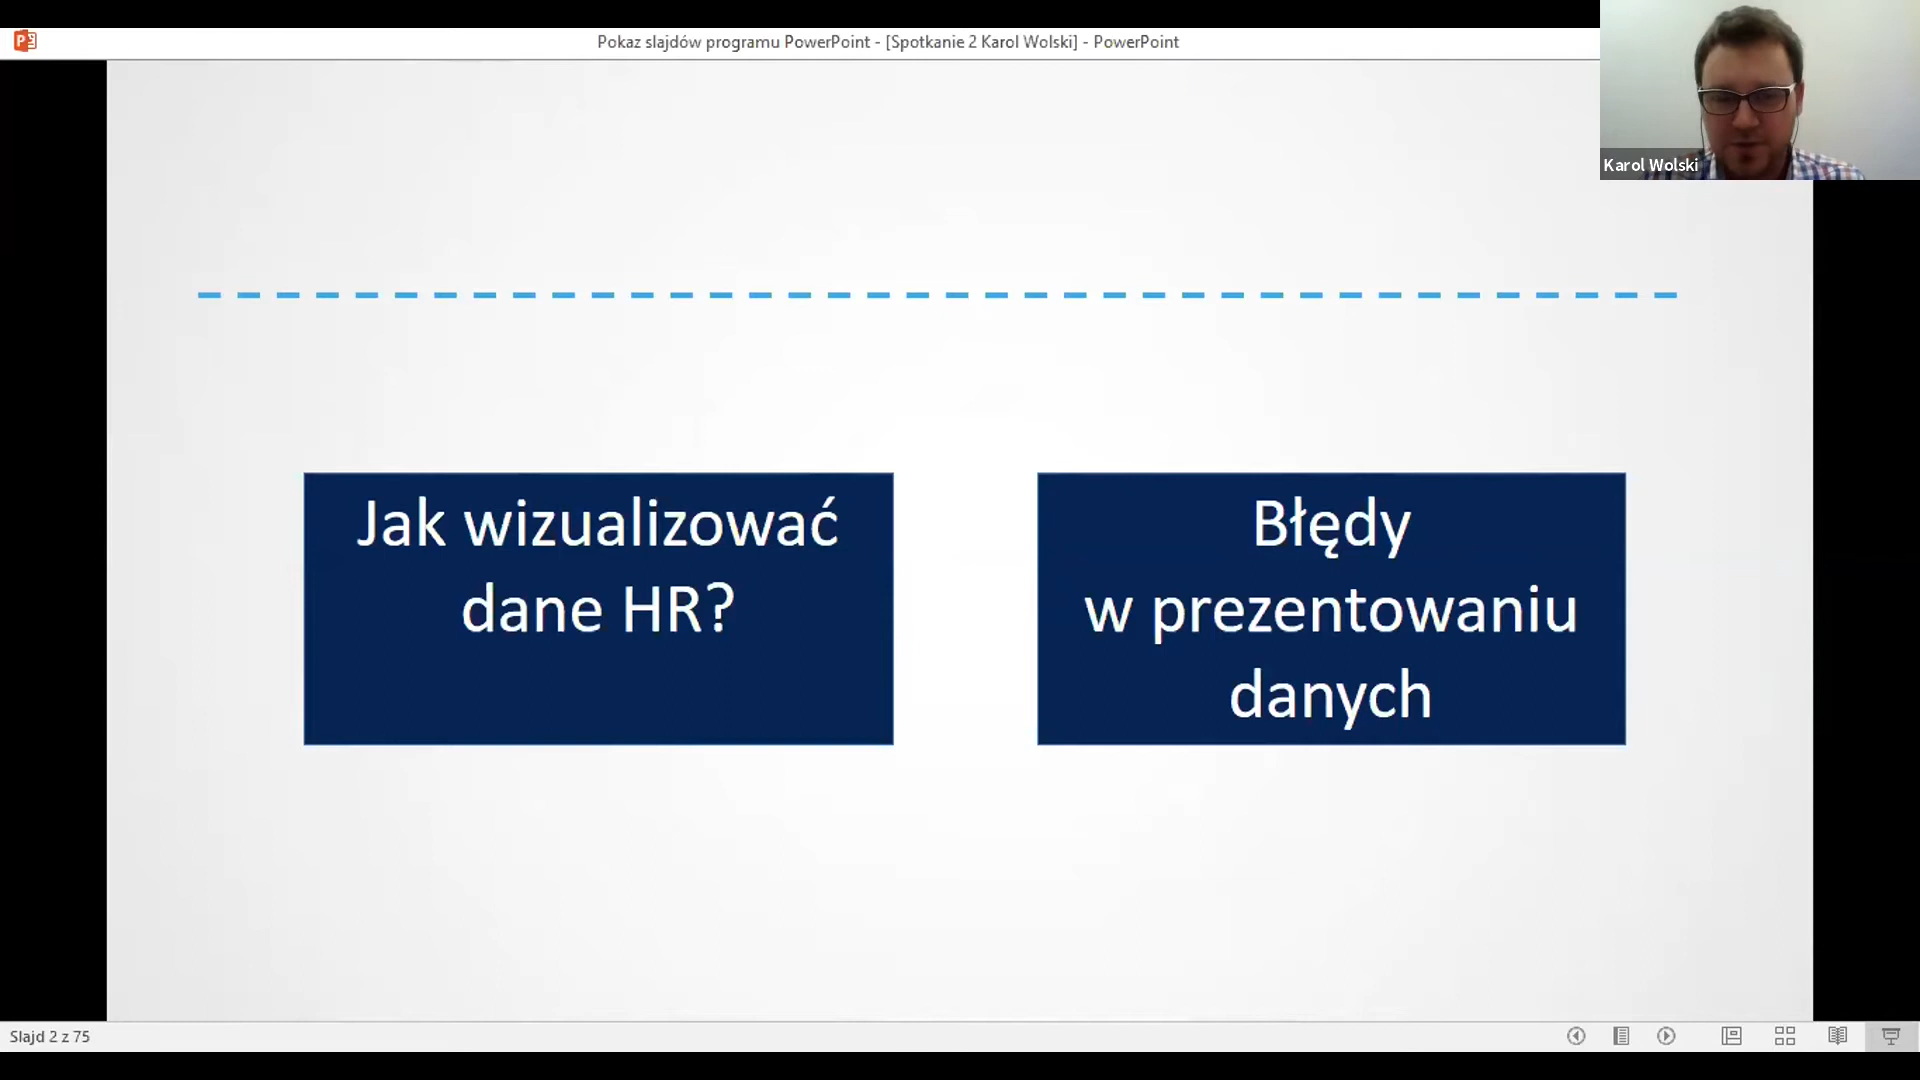 Pokaz slajdów programu PowerPoint - [Spotkanie 2 Karol Wolski] - PowerPoint
Karol Wolski
Jak wizualizować
dane HR?
Błędy
w prezentowaniu
danych
Slajd 2 z 75